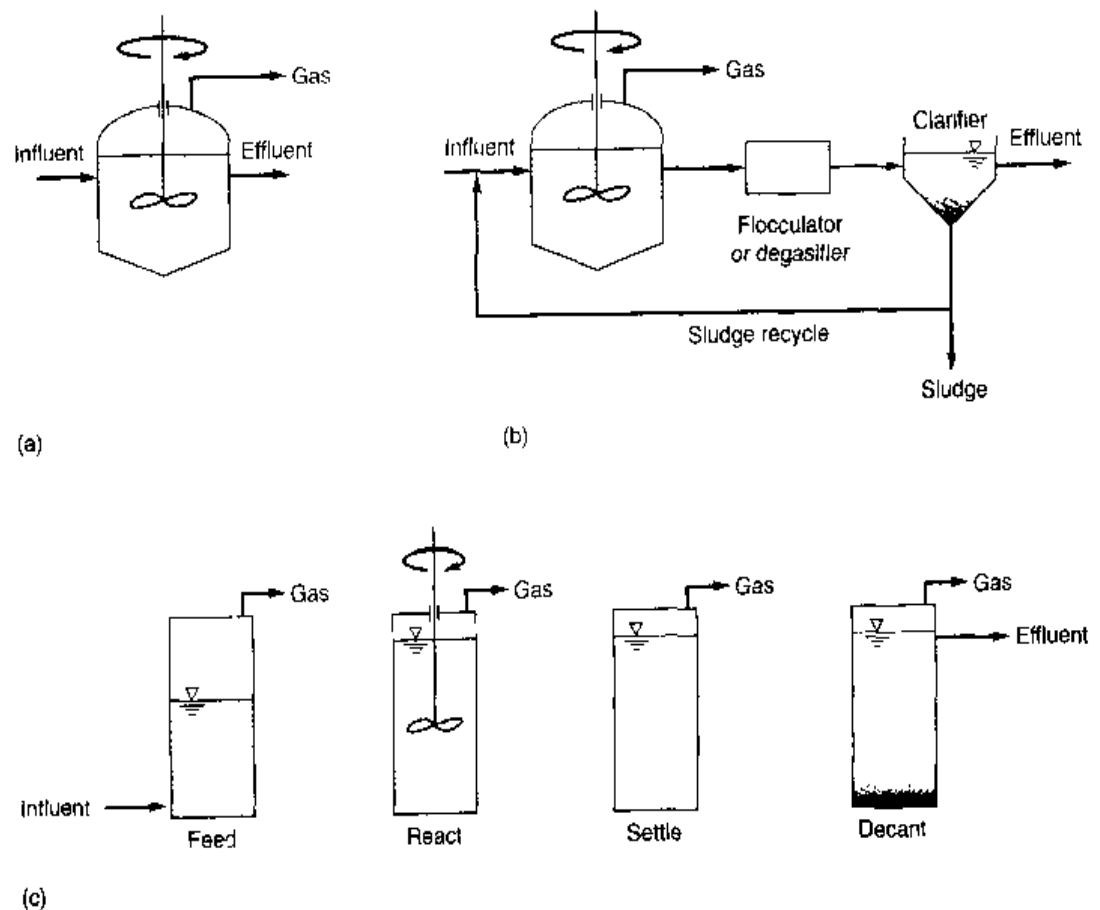 Gas
Influent
Effluent
(a)
Gas
Influent
Clarifier
Effluent
Flocculator
or degasifier
Sludge recycle
Sludge
(b)
Gas
Influent
Feed
Gas
React
Gas
Settle
Gas
Effluent
Decant
(c)